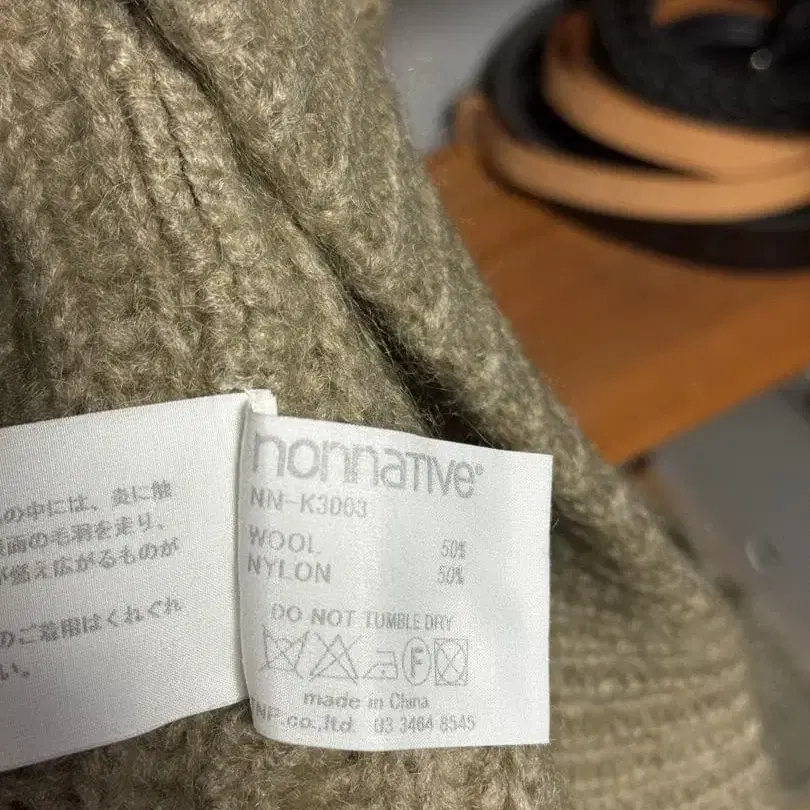 の中には、炎に触
面の毛羽を走り、
燃え広がるものが
のご着用はくれぐれ
い。
nonnative®
NN-K3003
WOOL 50%
NYLON 50%
DO NOT TUMBLE DRY
F
made in China
TNP.co.,ltd. 03 3464 8545